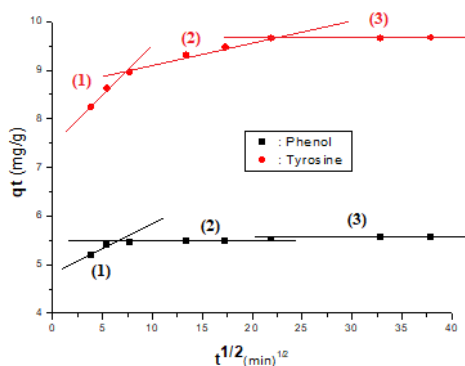 10
9
8
7
6
5
4
qt (mg/g)
(1)
(2)
(3)
: Phenol
: Tyrosine
(1)
(2)
(3)
0 5 10 15 20 25 30 35 40
t^1/2 (min)^1/2